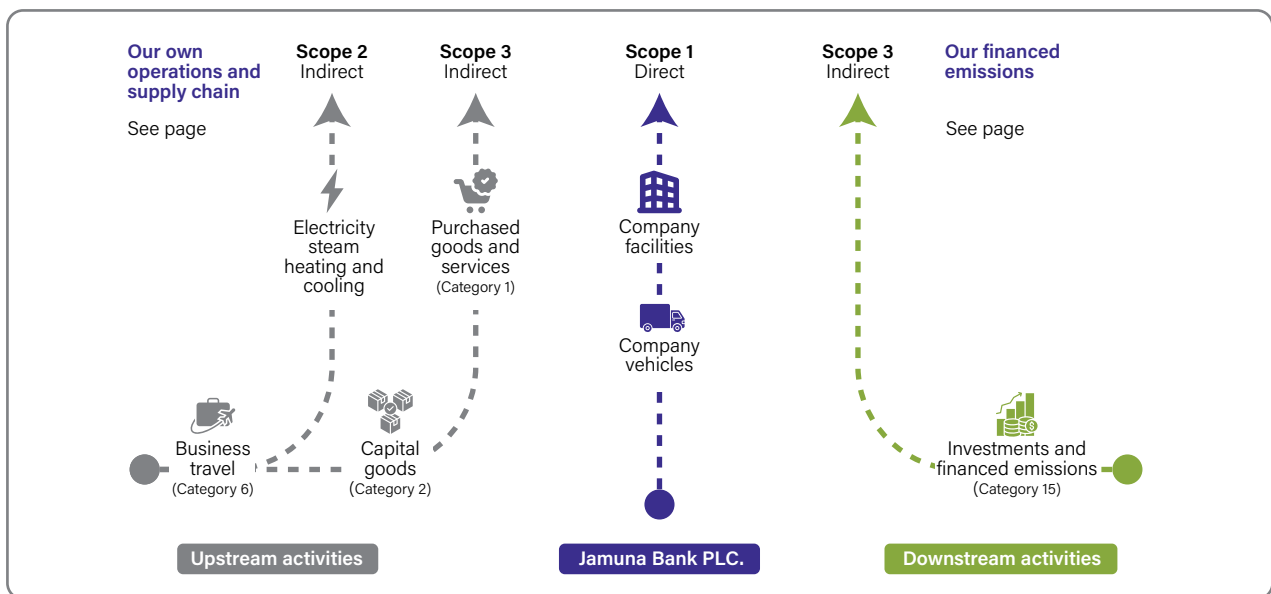 Our own
operations and
supply chain
See page
Scope 2
Indirect
Scope 3
Indirect
Scope 1
Direct
Scope 3
Indirect
Our financed
emissions
See page
Electricity
steam
heating and
cooling
Purchased
goods and
services
(Category 1)
Company
facilities
Company
vehicles
Business
travel
(Category 6)
Capital
goods
(Category 2)
Investments and
financed emissions
(Category 15)
$
Upstream activities
Jamuna Bank PLC.
Downstream activities